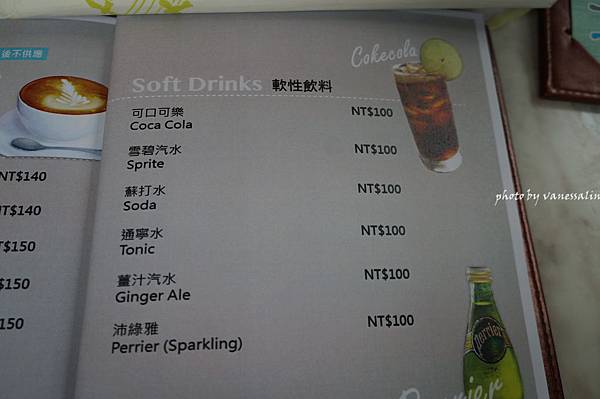 後不供應
NT$140
NT$140
NT$150
$150
150
Cokecola
Soft Drinks 軟性飲料
可口可樂 NT$100
Coca Cola
雪碧汽水 NT$100
Sprite
蘇打水 NT$100
Soda
通寧水 NT$100
Tonic
薑汁汽水 NT$100
Ginger Ale
沛綠雅 NT$100
Perrier (Sparkling)
Perrier
photo by vanessalin